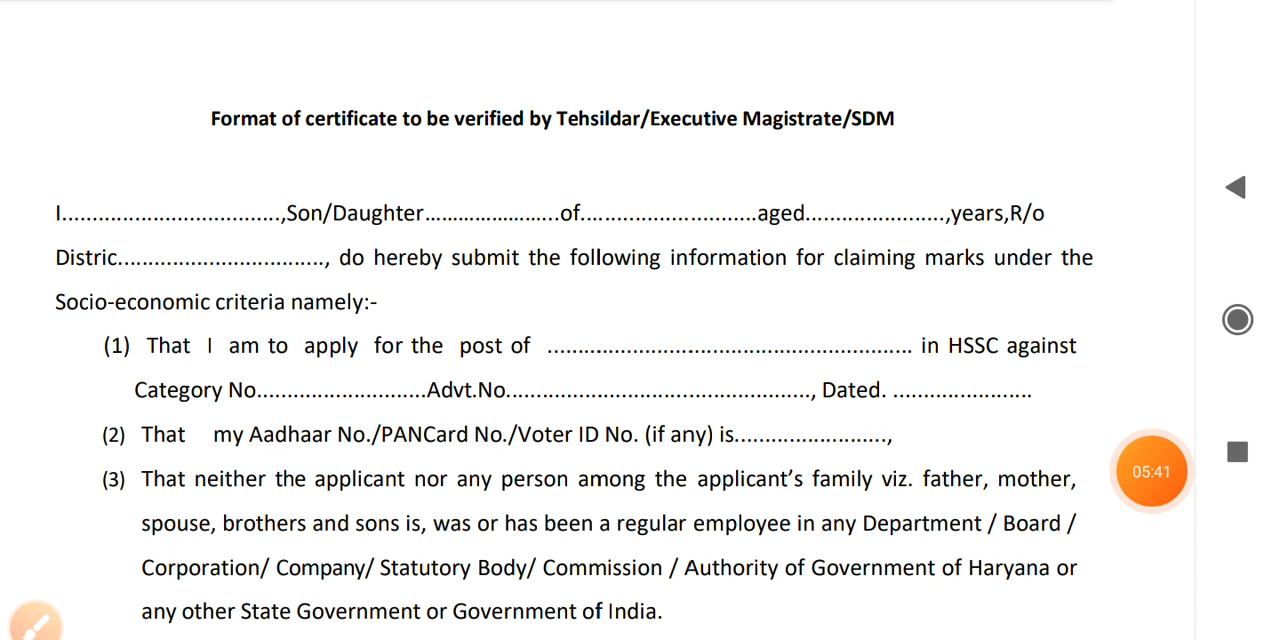 Format of certificate to be verified by Tehsildar/Executive Magistrate/SDM
I....................................,Son/Daughter........................of.............................aged.......................,years,R/o
Distric.................................., do hereby submit the following information for claiming marks under the
Socio-economic criteria namely:-
(1) That I am to apply for the post of ............................................................ in HSSC against
Category No............................Advt.No.................................................., Dated. .......................
(2) That my Aadhaar No./PANCard No./Voter ID No. (if any) is.........................,
(3) That neither the applicant nor any person among the applicant’s family viz. father, mother,
spouse, brothers and sons is, was or has been a regular employee in any Department / Board /
Corporation/ Company/ Statutory Body/ Commission / Authority of Government of Haryana or
any other State Government or Government of India.
05:41